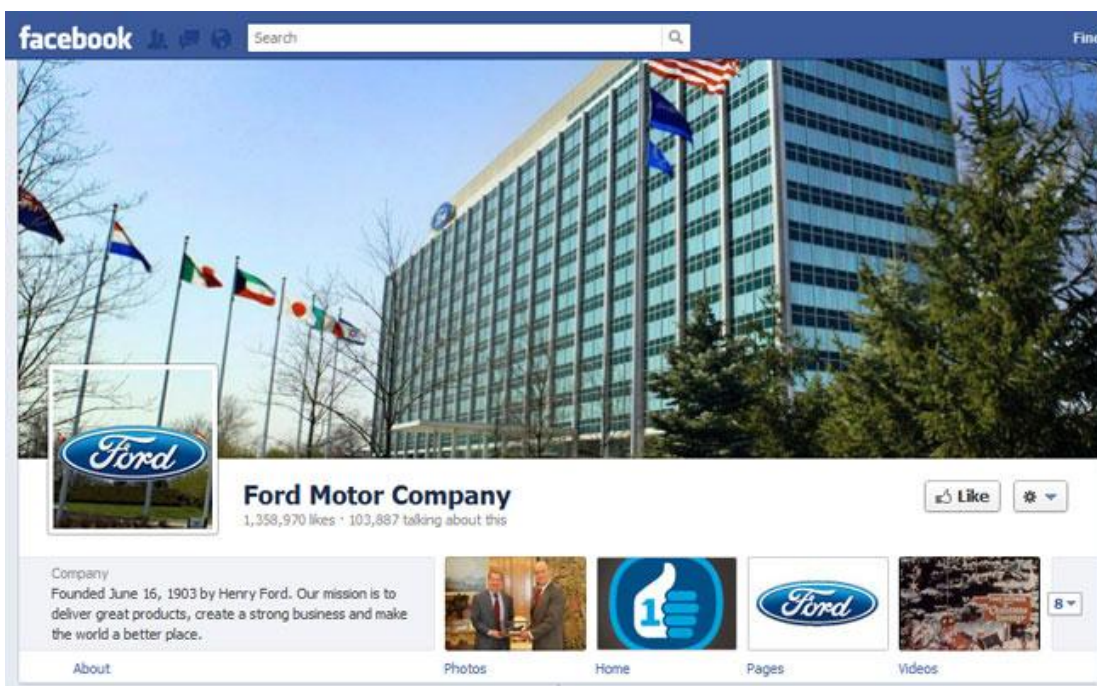 facebook
Search
Find
Ford
Ford Motor Company
1,358,970 likes · 103,887 talking about this
Like
Company
Founded June 16, 1903 by Henry Ford. Our mission is to
deliver great products, create a strong business and make
the world a better place.
1
Ford
8
About
Photos
Home
Pages
Videos